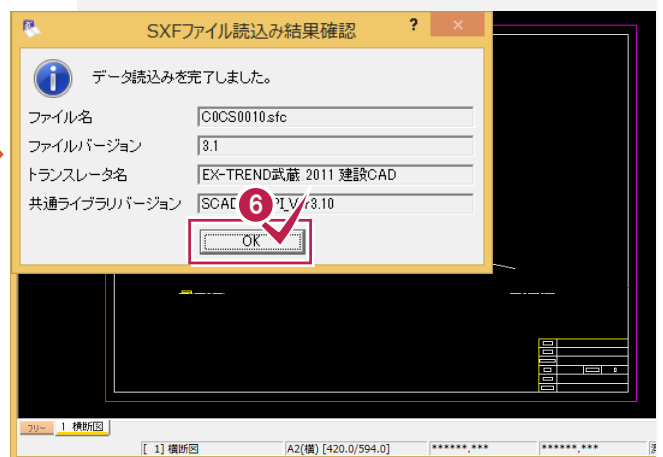 SXFファイル読込み結果確認 ? ×
データ読込みを完了しました。
ファイル名 C0CS0010.sfc
ファイルバージョン 3.1
トランスレータ名 EX-TREND武蔵 2011 建設CAD
共通ライブラリバージョン
6
OK
フリー 1 横断図
[ 1] 横断図 A2(横) [420.0/594.0] ******.*** ******.***